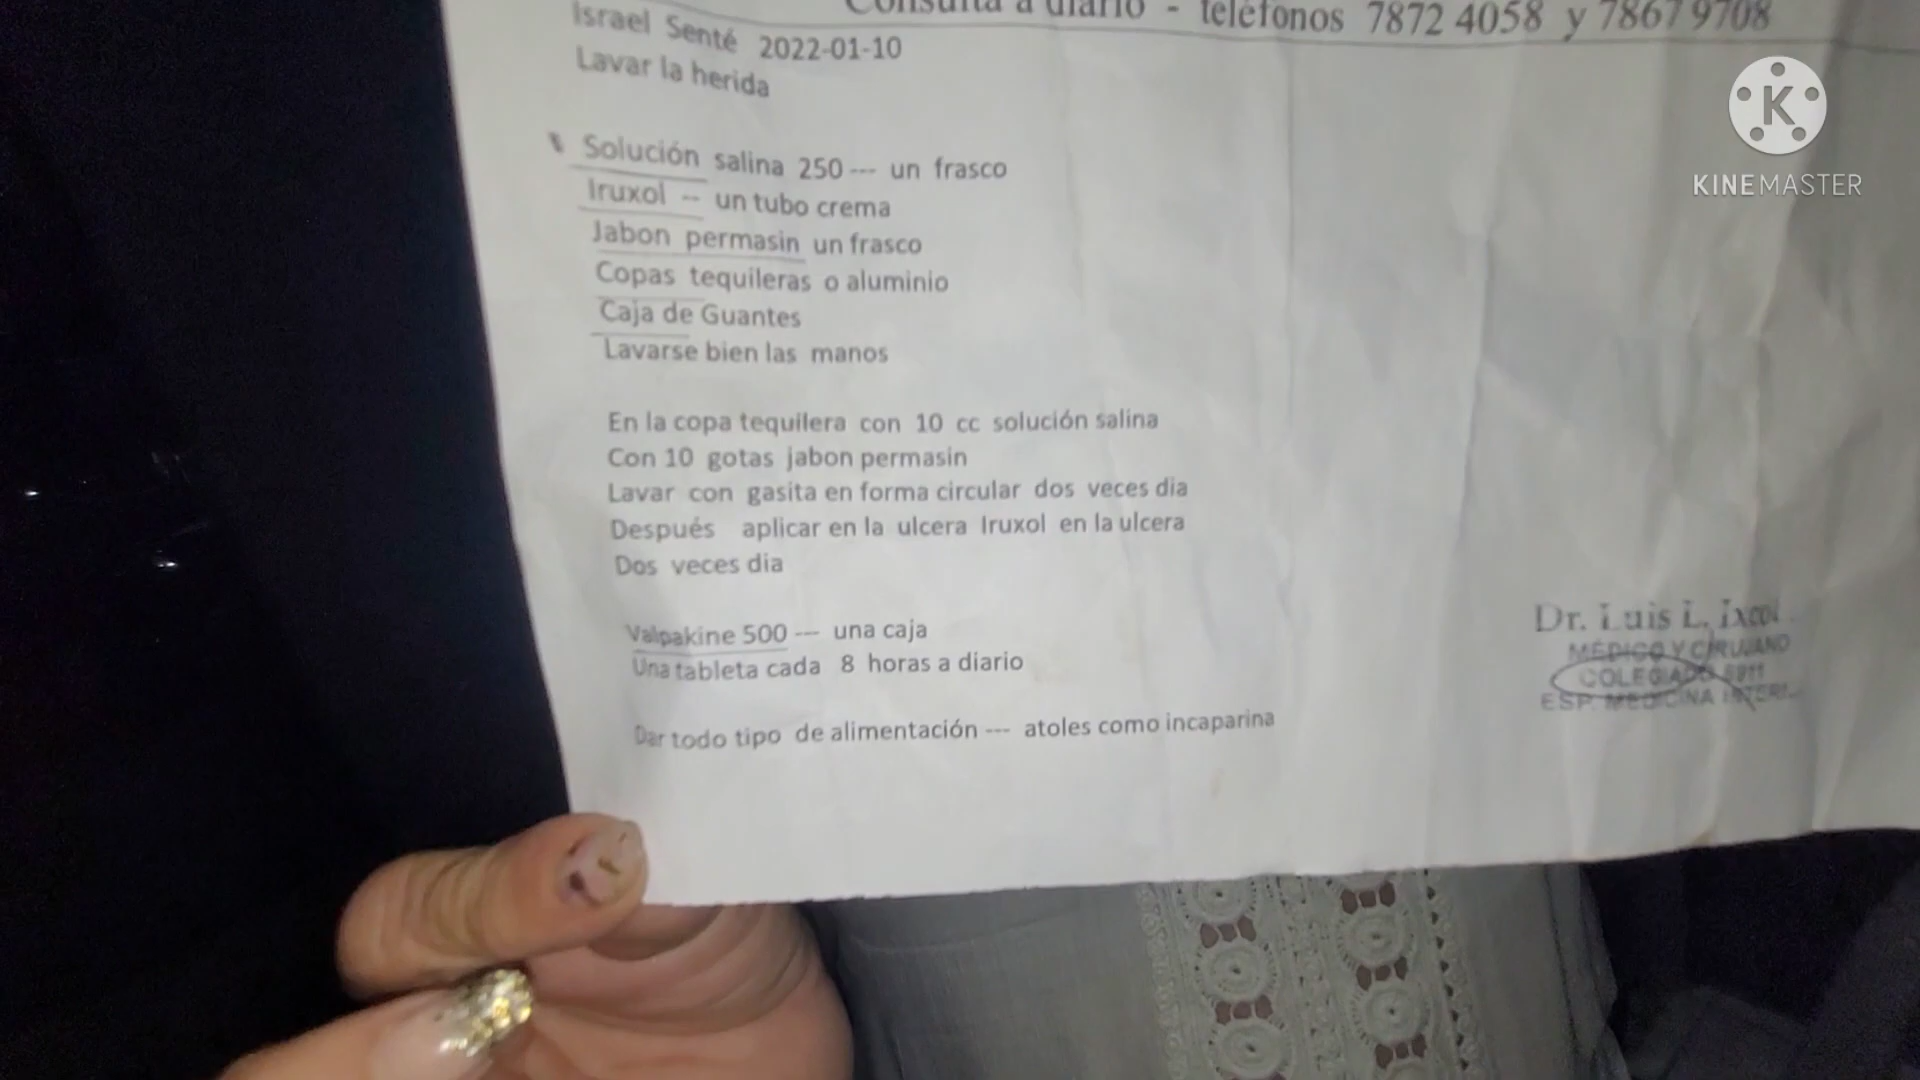 Consulta a diario - teléfonos 7872 4058 y 7867 9708
Israel Senté 2022-01-10
Lavar la herida
Solución salina 250 --- un frasco
Iruxol -- un tubo crema
Jabon permasin un frasco
Copas tequileras o aluminio
Caja de Guantes
Lavarse bien las manos
En la copa tequilera con 10 cc solución salina
Con 10 gotas jabon permasin
Lavar con gasita en forma circular dos veces dia
Después aplicar en la ulcera Iruxol en la ulcera
Dos veces dia
Valpakine 500 --- una caja
Una tableta cada 8 horas a diario
Dar todo tipo de alimentación --- atoles como incaparina
Dr. Luis L. Ixcol
MÉDICO Y CIRUJANO
COLEGIADO
ESP. MEDICINA
K
KINEMASTER